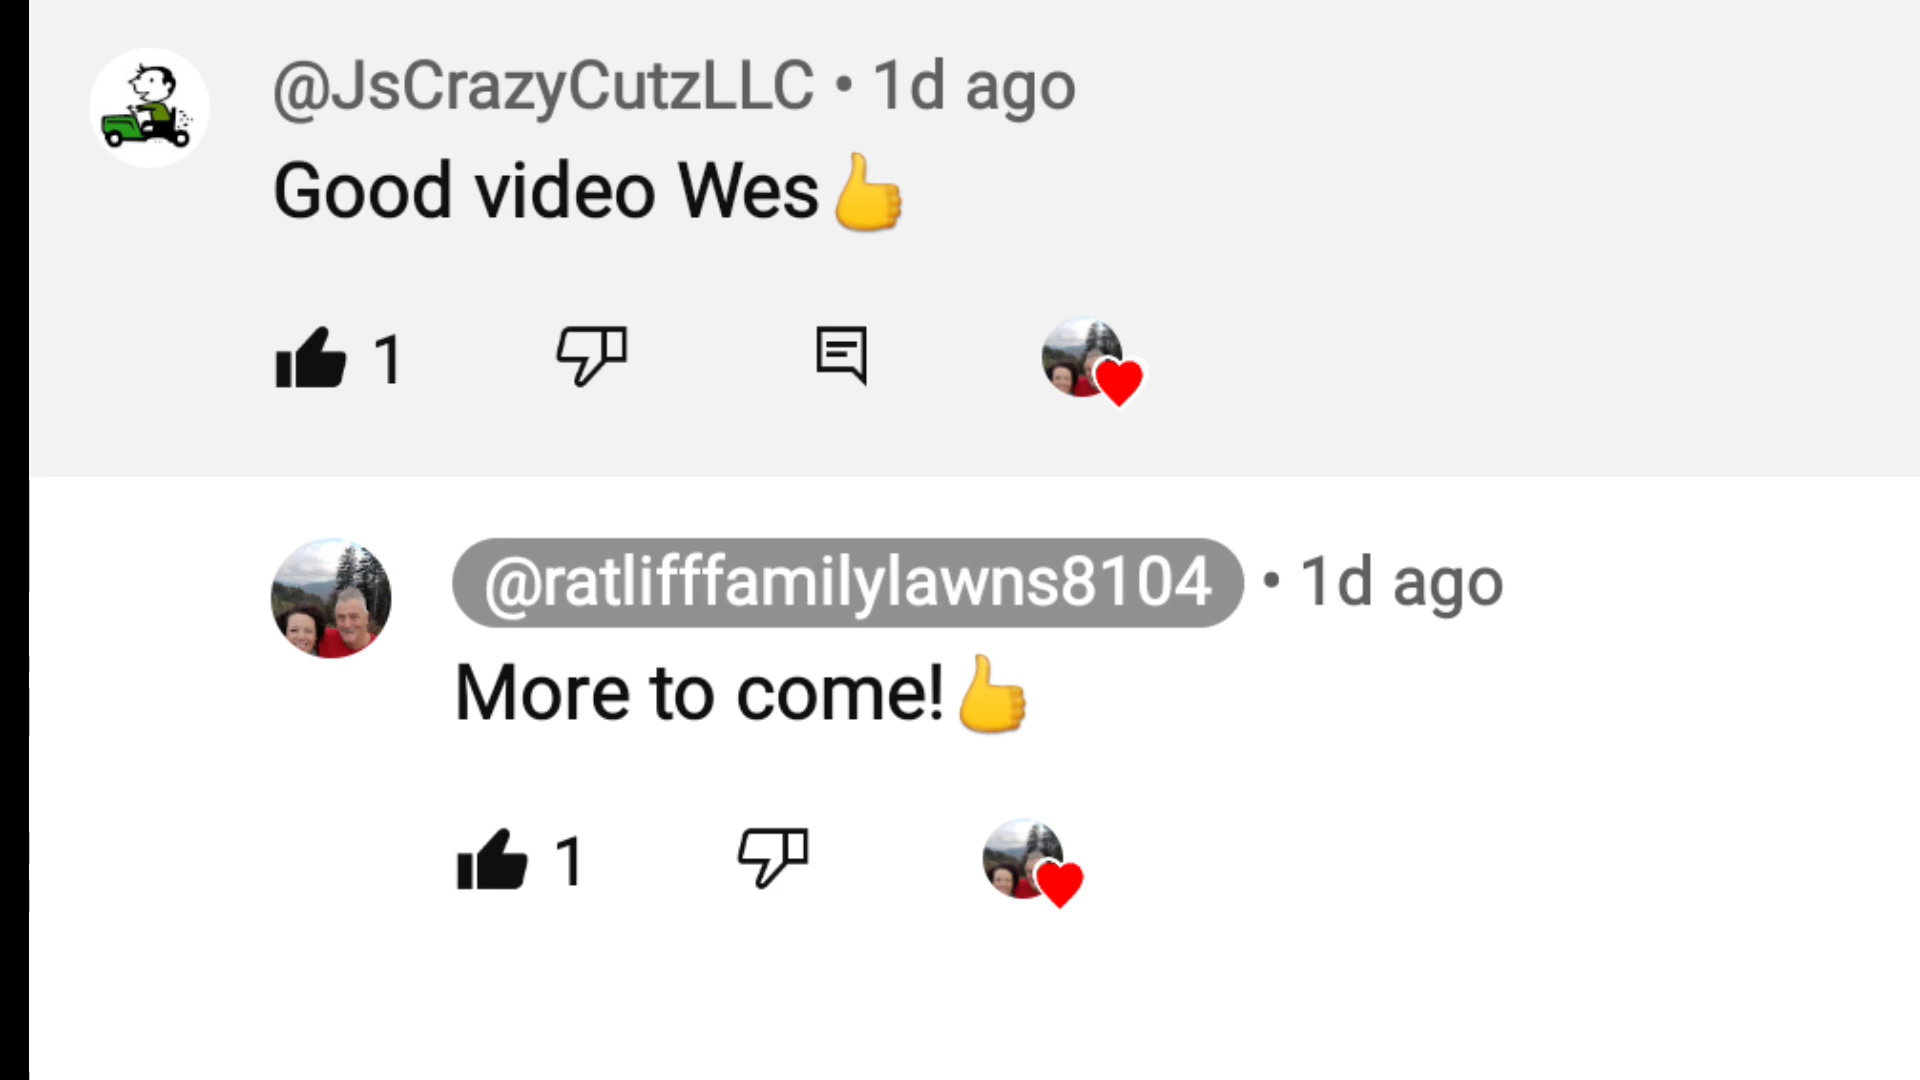 @JsCrazyCutzLLC • 1d ago
Good video Wes👍
1
@ratlifffamilylawns8104 • 1d ago
More to come!👍
1